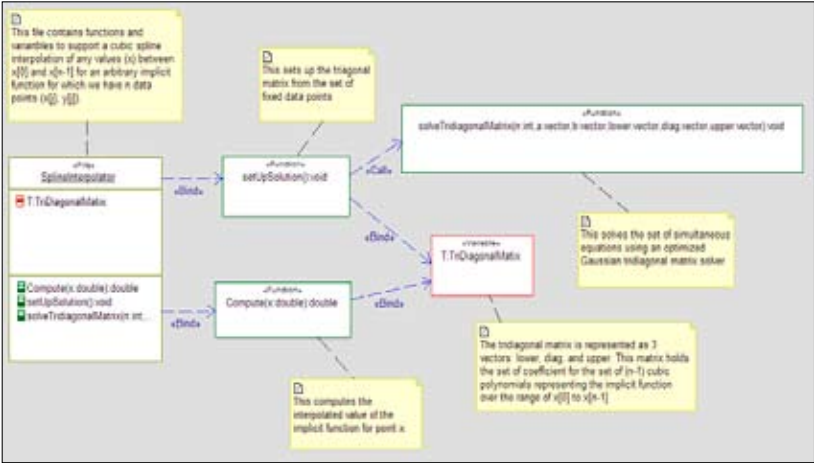 This file contains functions and
varianbles to support a cubic spline
interpolation of any values (x) between
x[0] and x[n-1] for an arbitrary implicit
function for which we have n data
points (x[j], y[j]).
This sets up the triagonal
matrix from the set of
fixed data points
«Function»
solveTridiagonalMatrix(n int,a vector,b vector,lower vector,diag vector,upper vector) void
«File»
SplineInterpolator
T:TriDiagonalMatix
Compute(x:double):double
setUpSolution():void
solveTridiagonalMatrix(n int,...
«Bind»
«Function»
setUpSolution():void
«Call»
«Bind»
This solves the set of simultaneous
equations using an optimized
Gaussian tridiagonal matrix solver
«Variable»
T:TriDiagonalMatix
«Bind»
«Function»
Compute(x:double):double
«Bind»
The tridiagonal matrix is represented as 3
vectors: lower, diag, and upper. This matrix holds
the set of coefficient for the set of (n-1) cubic
polynomials representing the implicit function
over the range of x[0] to x[n-1]
This computes the
interpolated value of the
implicit function for point x